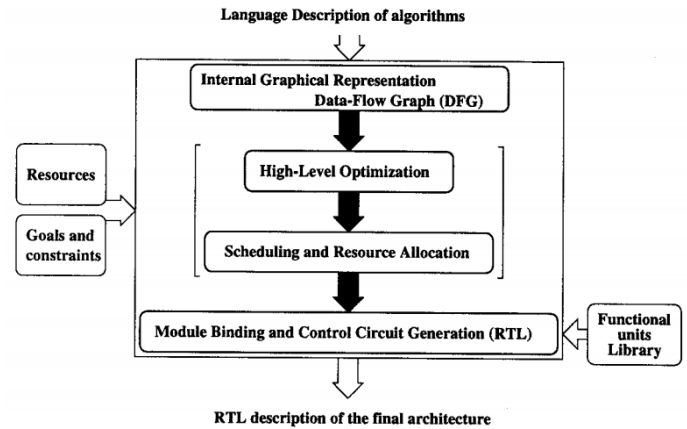 Language Description of algorithms
Internal Graphical Representation
Data-Flow Graph (DFG)
High-Level Optimization
Resources
Goals and
constraints
Scheduling and Resource Allocation
Module Binding and Control Circuit Generation (RTL)
Functional
units
Library
RTL description of the final architecture